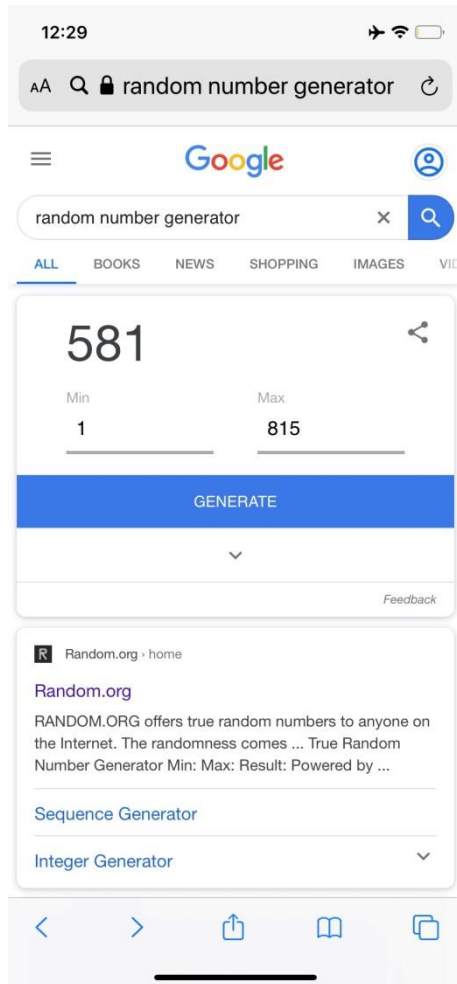 12:29
AA random number generator
Google
random number generator
ALL BOOKS NEWS SHOPPING IMAGES
581
Min Max
1 815
GENERATE
Feedback
R Random.org › home
Random.org
RANDOM.ORG offers true random numbers to anyone on
the Internet. The randomness comes ... True Random
Number Generator Min: Max: Result: Powered by ...
Sequence Generator
Integer Generator